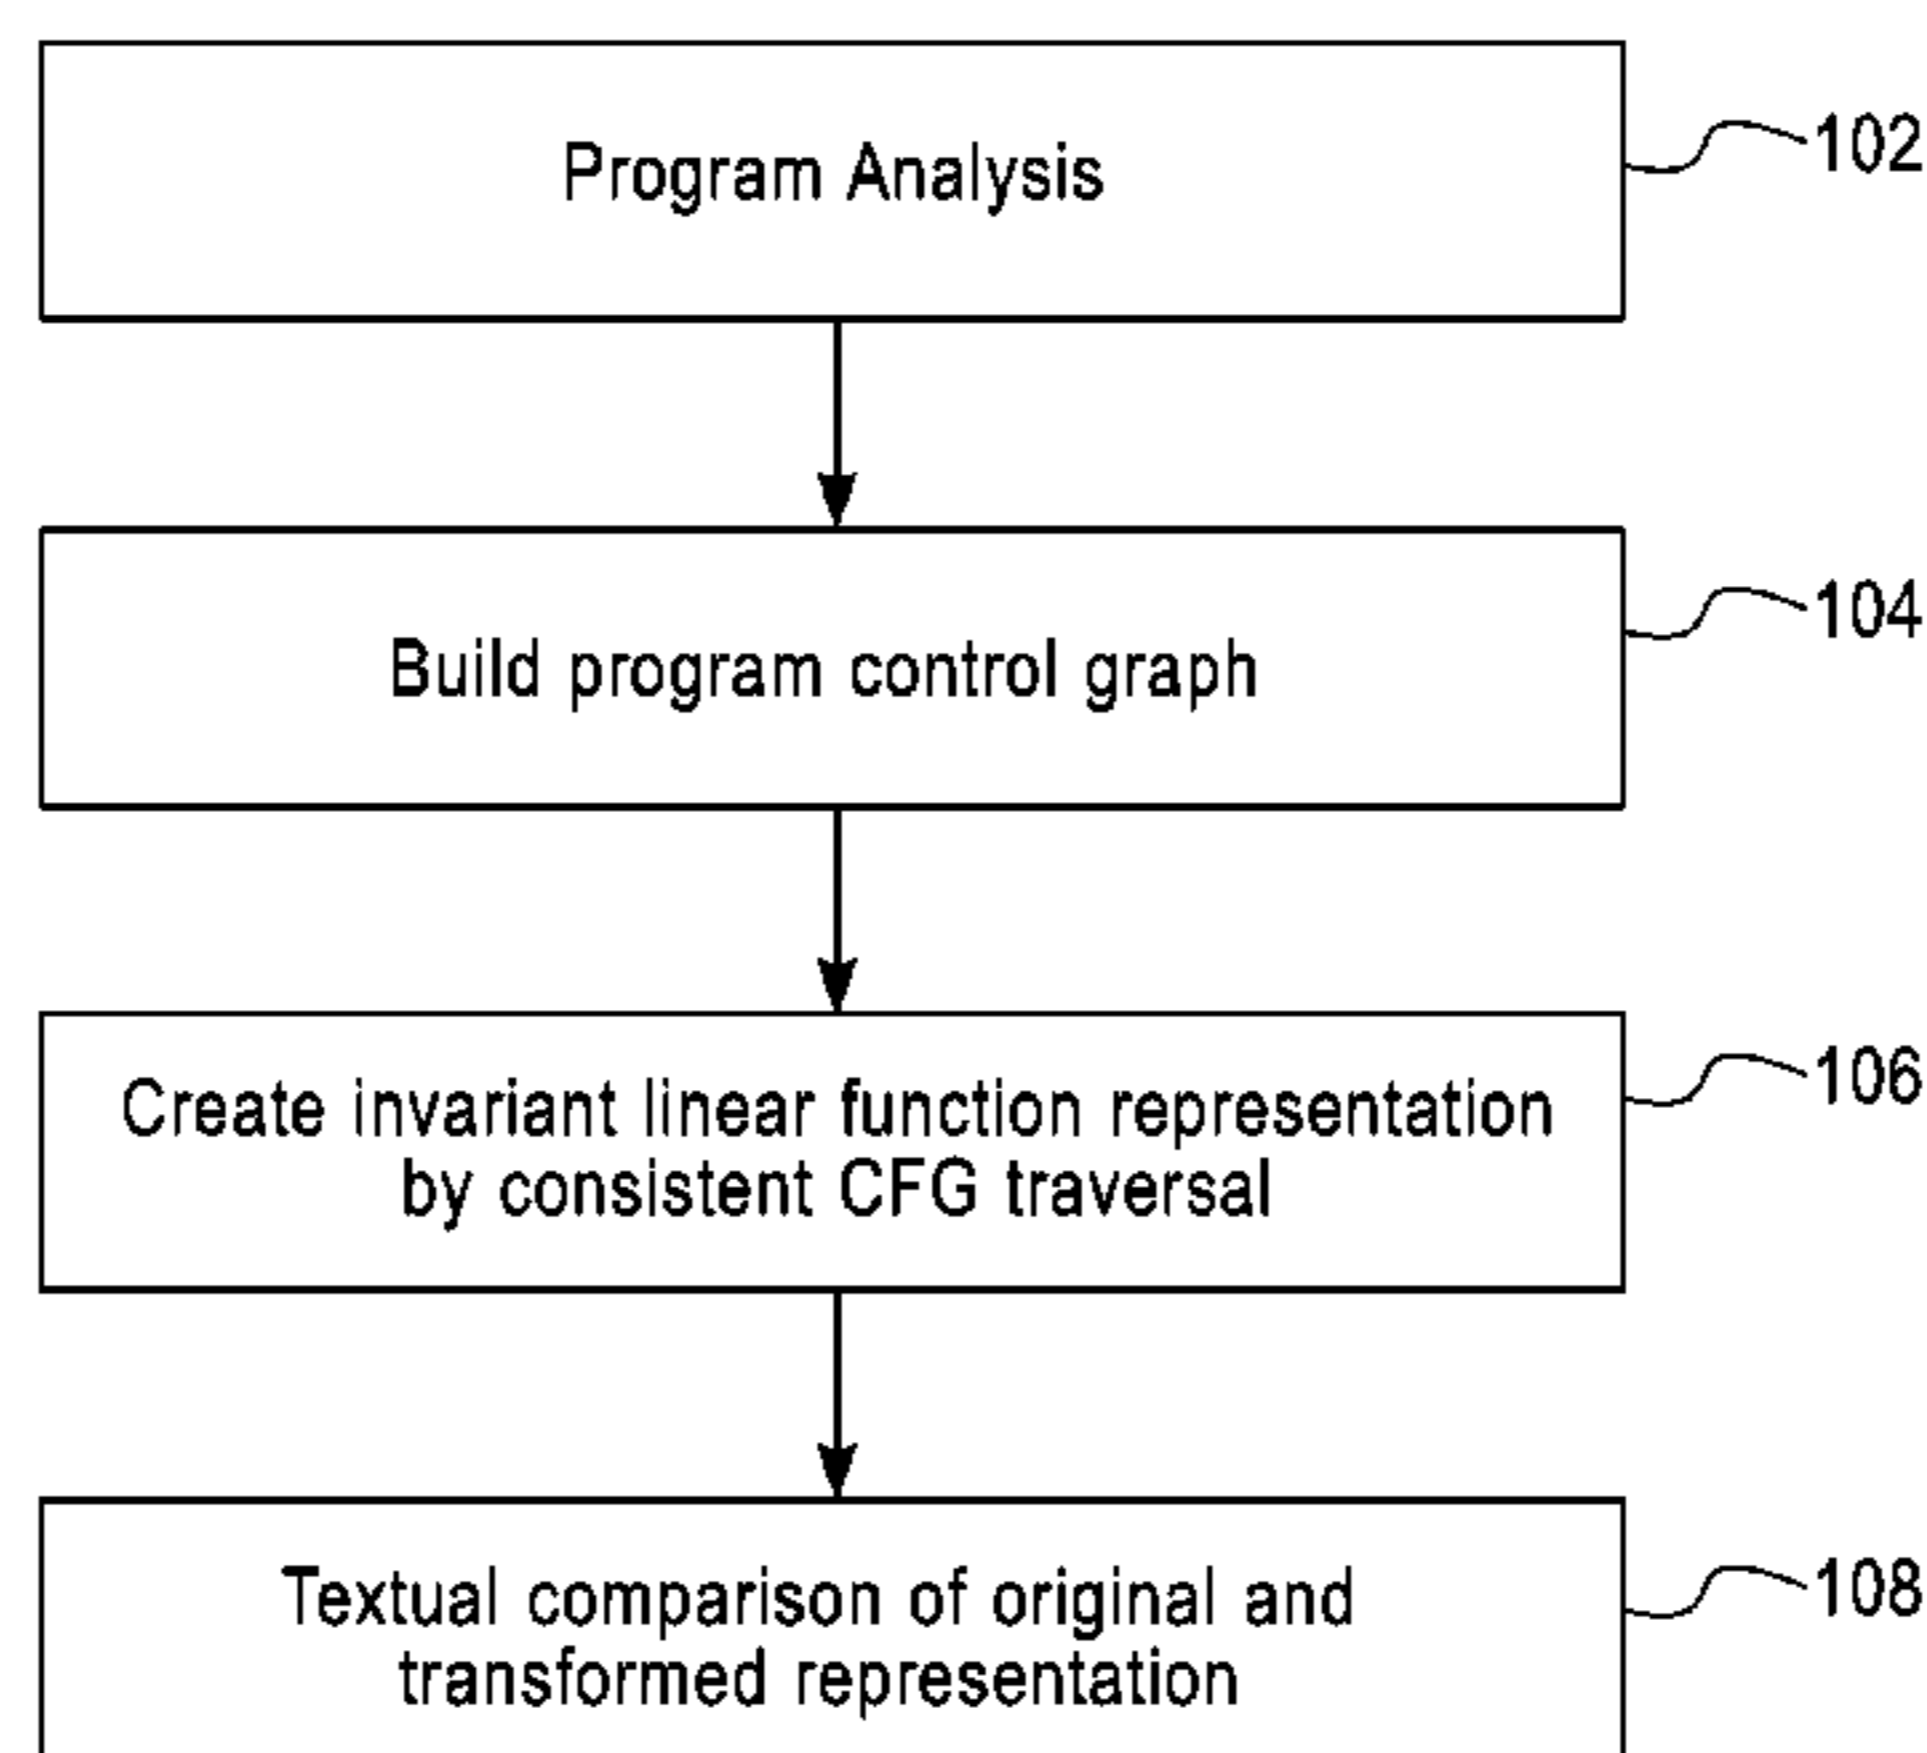 Program Analysis
102
Build program control graph
104
Create invariant linear function representation
by consistent CFG traversal
106
Textual comparison of original and
transformed representation
108